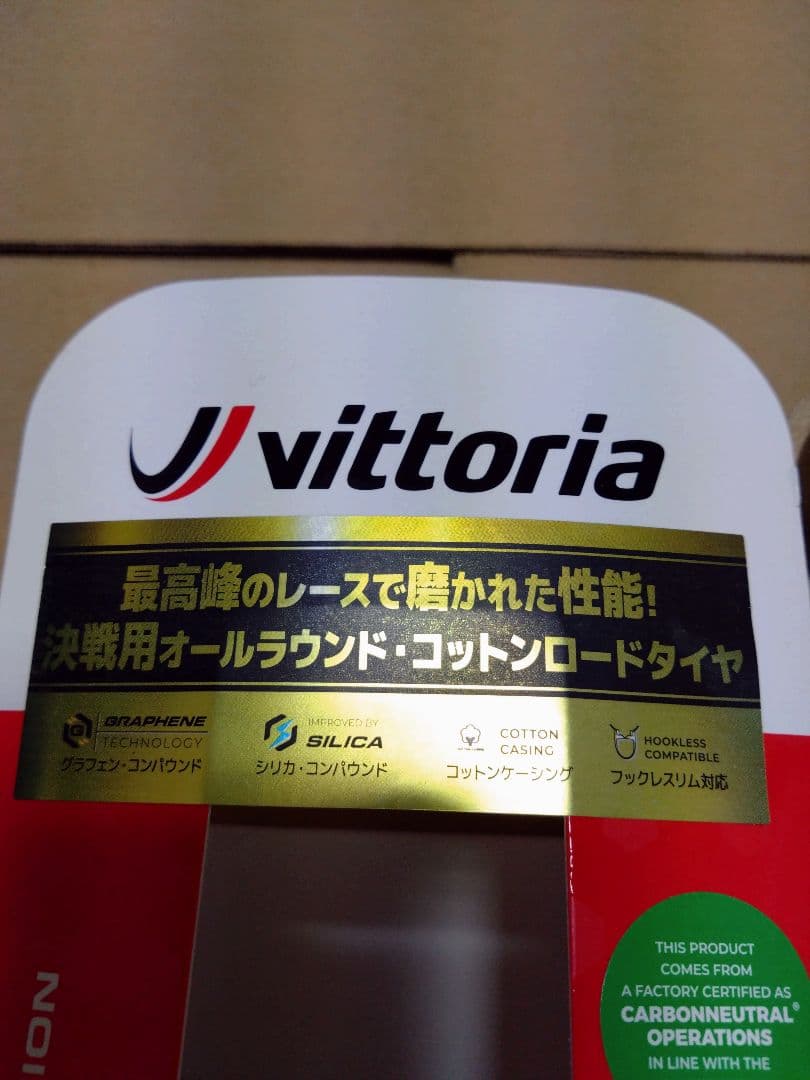 vittoria
最高峰のレースで磨かれた性能!
決戦用オールラウンド・コットンロードタイヤ
G GRAPHENE TECHNOLOGY
グラフェン・コンパウンド
IMPROVED BY SILICA
シリカ・コンパウンド
COTTON CASING
コットンケーシング
HOOKLESS COMPATIBLE
フックレスリム対応
ION
THIS PRODUCT
COMES FROM
A FACTORY CERTIFIED AS
CARBONNEUTRAL®
OPERATIONS
IN LINE WITH THE